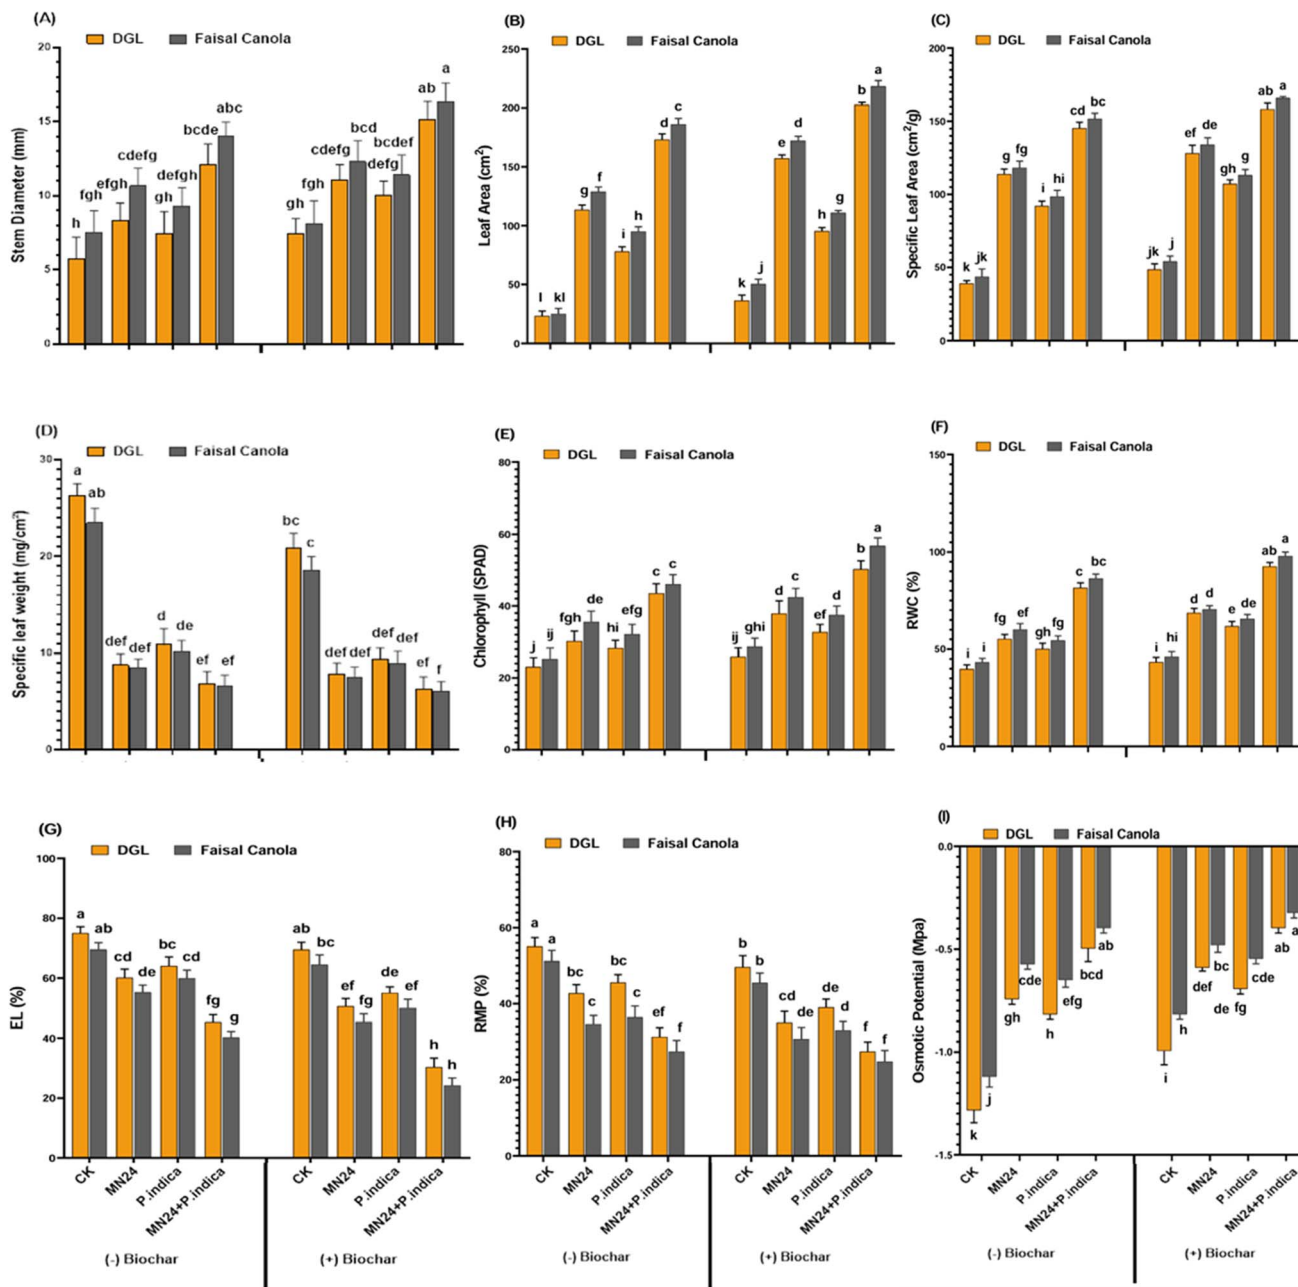 (A)
DGL Faisal Canola
Stem Diameter (mm)
20
15
10
5
0
h fgh efgh cdefg gh defgh bcde abc gh fgh cdefg bcd defg bcdef ab a
(B)
DGL Faisal Canola
Leaf Area (cm2)
250
200
150
100
50
0
l kl g f i h d c k j e d h g b a
(C)
DGL Faisal Canola
Specific Leaf Area (cm2/g)
200
150
100
50
0
k jk g fg i hi cd bc jk j ef de gh g ab a
(D)
DGL Faisal Canola
Specific leaf weight (mg/cm2)
30
20
10
0
a ab def def d de ef ef bc c def def def def ef f
(E)
DGL Faisal Canola
Chlorophyll (SPAD)
80
60
40
20
0
j ij fgh de hi efg c c ij ghi d c ef d b a
(F)
DGL Faisal Canola
RWC (%)
150
100
50
0
i i fg ef gh fg c bc i hi d d e de ab a
(G)
DGL Faisal Canola
EL (%)
100
80
60
40
20
0
a ab cd de bc cd fg g ab bc ef fg de ef h h
CK MN24 P.indica MN24+P.indica CK MN24 P.indica MN24+P.indica
(-) Biochar (+) Biochar
(H)
DGL Faisal Canola
RMP (%)
80
60
40
20
0
a a bc c bc c ef f b b cd de de d f f
CK MN24 P.indica MN24+P.indica CK MN24 P.indica MN24+P.indica
(-) Biochar (+) Biochar
(I)
DGL Faisal Canola
Osmotic Potential (Mpa)
0.0
-0.5
-1.0
-1.5
k j gh cde h efg bcd ab i h def bc de fg cde ab a
CK MN24 P.indica MN24+P.indica CK MN24 P.indica MN24+P.indica
(-) Biochar (+) Biochar